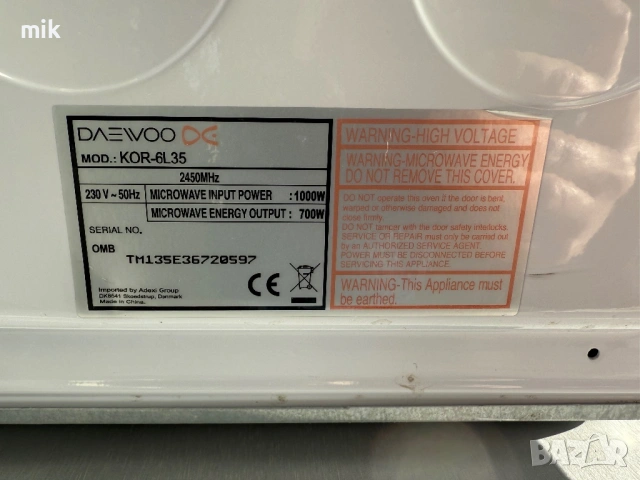 mik
DAEWOO
MOD.: KOR-6L35
2450MHz
230 V ~ 50Hz MICROWAVE INPUT POWER : 1000W
MICROWAVE ENERGY OUTPUT : 700W
SERIAL NO.
OMB
TM135E36720597
CE
Imported by Adexi Group
DK8541 Skoedstrup, Denmark
Made in China.
WARNING-HIGH VOLTAGE
WARNING-MICROWAVE ENERGY
DO NOT REMOVE THIS COVER.
DO NOT operate this oven if the door is bent,
warped or otherwise damaged and does not
close firmly.
DO NOT tamper with the door safety interlocks.
SERVICE OR REPAIR must only be carried out
by an AUTHORIZED SERVICE AGENT.
POWER MUST BE DISCONNECTED BEFORE
SERVICING THIS APPLIANCE.
WARNING-This Appliance must
be earthed.
BAZAR